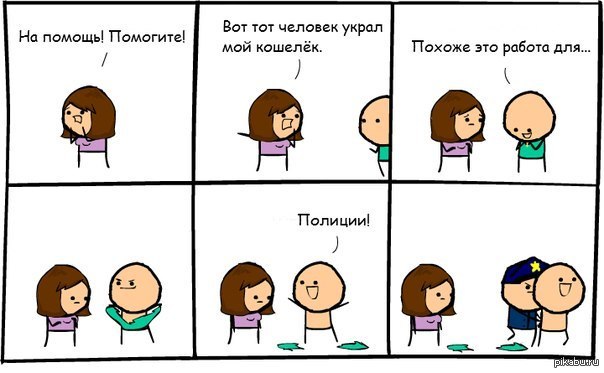 На помощь! Помогите!
Вот тот человек украл
мой кошелёк.
Похоже это работа для...
Полиции!
pikabu.ru